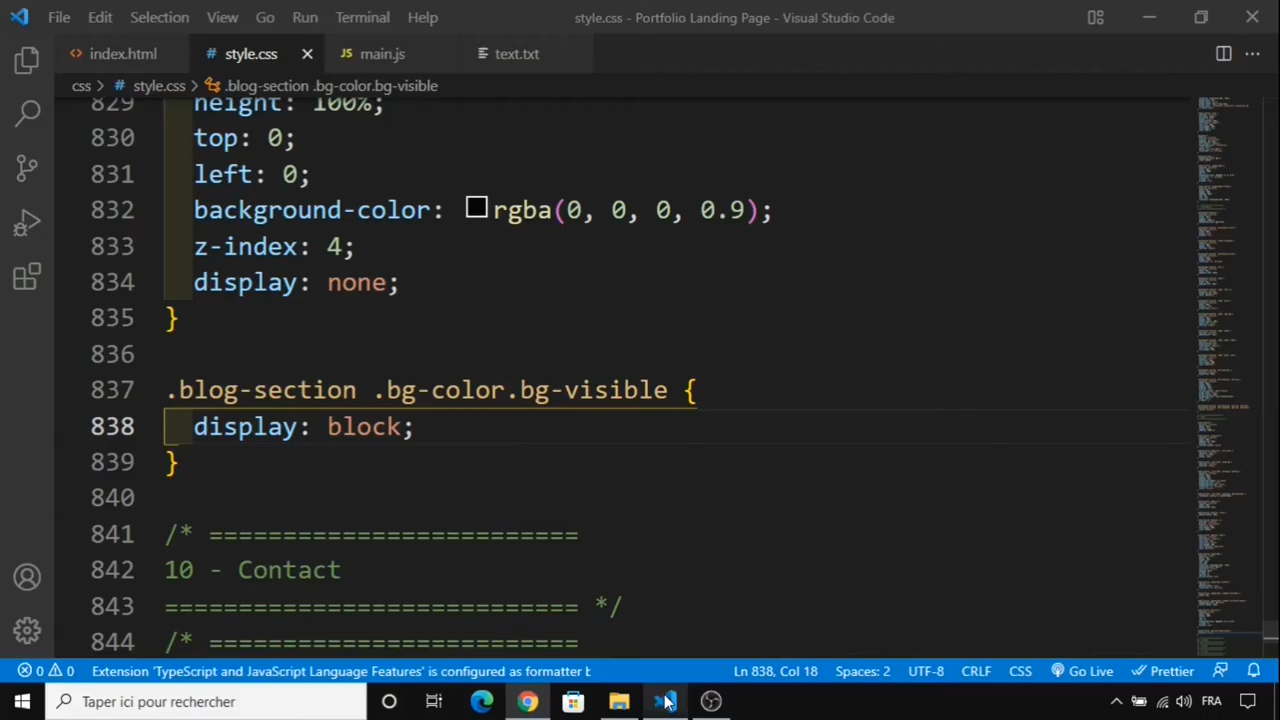 File Edit Selection View Go Run Terminal Help style.css - Portfolio Landing Page - Visual Studio Code
index.html # style.css JS main.js text.txt
css > # style.css > .blog-section .bg-color.bg-visible
829 height: 100%;
830 top: 0;
831 left: 0;
832 background-color: rgba(0, 0, 0, 0.9);
833 z-index: 4;
834 display: none;
835 }
836
837 .blog-section .bg-color.bg-visible {
838 display: block;
839 }
840
841 /* =========================
842 10 - Contact
843 ============================ */
844 /* =========================
0 0 Extension 'TypeScript and JavaScript Language Features' is configured as formatter b Ln 838, Col 18 Spaces: 2 UTF-8 CRLF CSS Go Live Prettier
Taper ici pour rechercher FRA